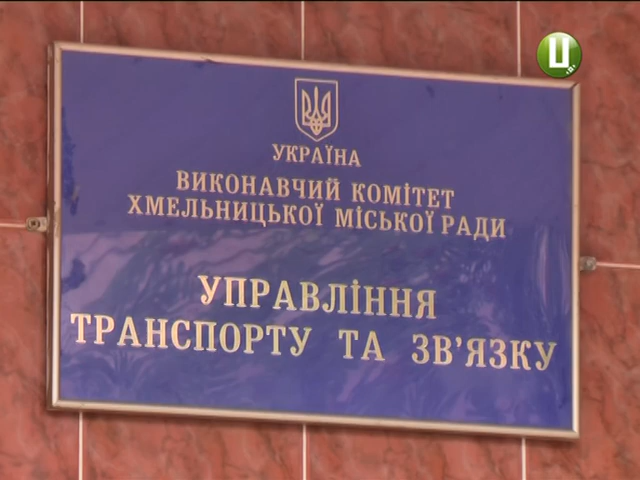 Ц
УКРАЇНА
ВИКОНАВЧИЙ КОМІТЕТ
ХМЕЛЬНИЦЬКОЇ МІСЬКОЇ РАДИ
УПРАВЛІННЯ
ТРАНСПОРТУ ТА ЗВ'ЯЗКУ